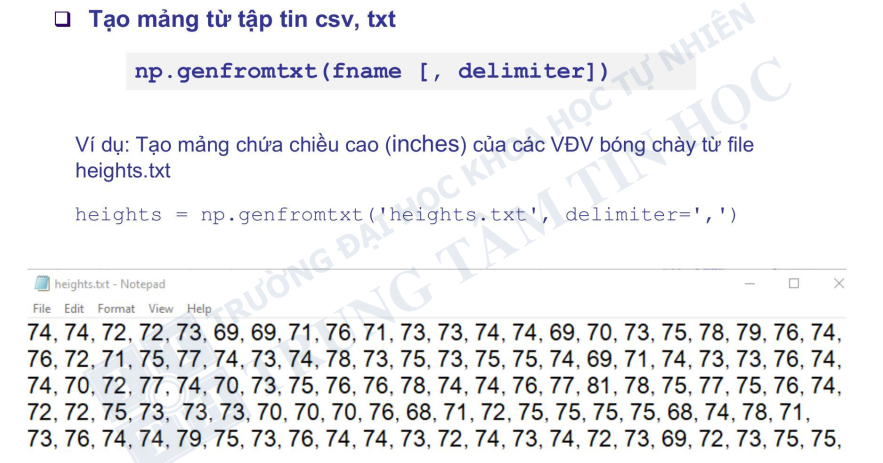 Tạo mảng từ tập tin csv, txt
np.genfromtxt(fname [, delimiter])
Ví dụ: Tạo mảng chứa chiều cao (inches) của các VĐV bóng chày từ file
heights.txt
heights = np.genfromtxt('heights.txt', delimiter=',')
heights.txt - Notepad
File Edit Format View Help
74, 74, 72, 72, 73, 69, 69, 71, 76, 71, 73, 73, 74, 74, 69, 70, 73, 75, 78, 79, 76, 74,
76, 72, 71, 75, 77, 74, 73, 74, 78, 73, 75, 73, 75, 75, 74, 69, 71, 74, 73, 73, 76, 74,
74, 70, 72, 77, 74, 70, 73, 75, 76, 76, 78, 74, 74, 76, 77, 81, 78, 75, 77, 75, 76, 74,
72, 72, 75, 73, 73, 73, 70, 70, 70, 76, 68, 71, 72, 75, 75, 75, 75, 68, 74, 78, 71,
73, 76, 74, 74, 79, 75, 73, 76, 74, 74, 73, 72, 74, 73, 74, 72, 73, 69, 72, 73, 75, 75,
TRƯỜNG ĐẠI HỌC KHOA HỌC TỰ NHIÊN
TRUNG TÂM TIN HỌC